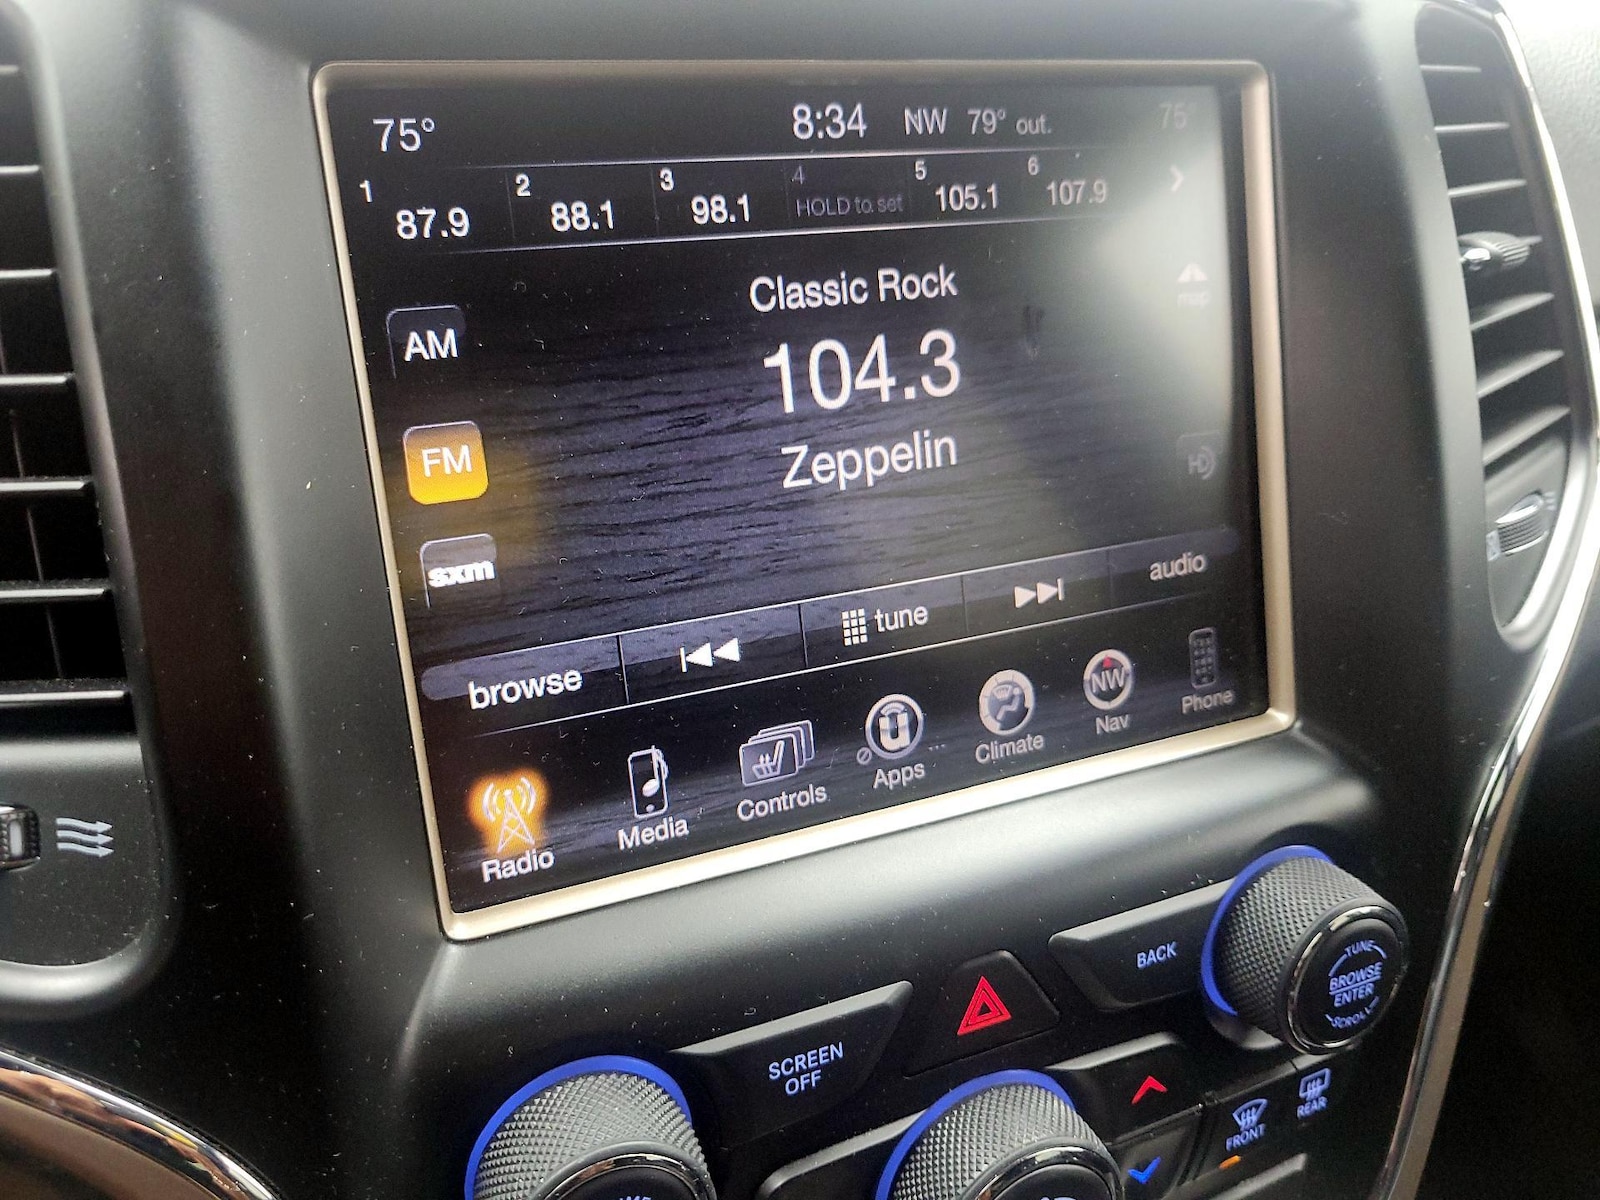 75° 8:34 NW 79° out. 75°
1 87.9 2 88.1 3 98.1 4 HOLD to set 5 105.1 6 107.9
Classic Rock
map
AM
104.3
FM
Zeppelin
HD
sxm
browse tune audio
Radio Media Controls Apps Climate NW Nav Phone
BACK
TUNE
BROWSE
ENTER
SCROLL
SCREEN
OFF
FRONT
REAR